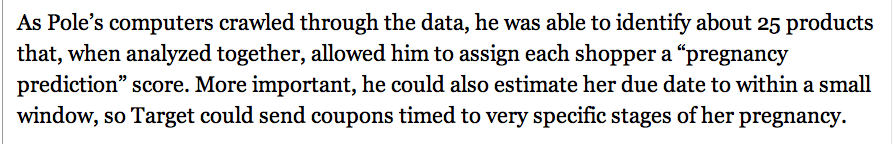 As Pole’s computers crawled through the data, he was able to identify about 25 products
that, when analyzed together, allowed him to assign each shopper a “pregnancy
prediction” score. More important, he could also estimate her due date to within a small
window, so Target could send coupons timed to very specific stages of her pregnancy.